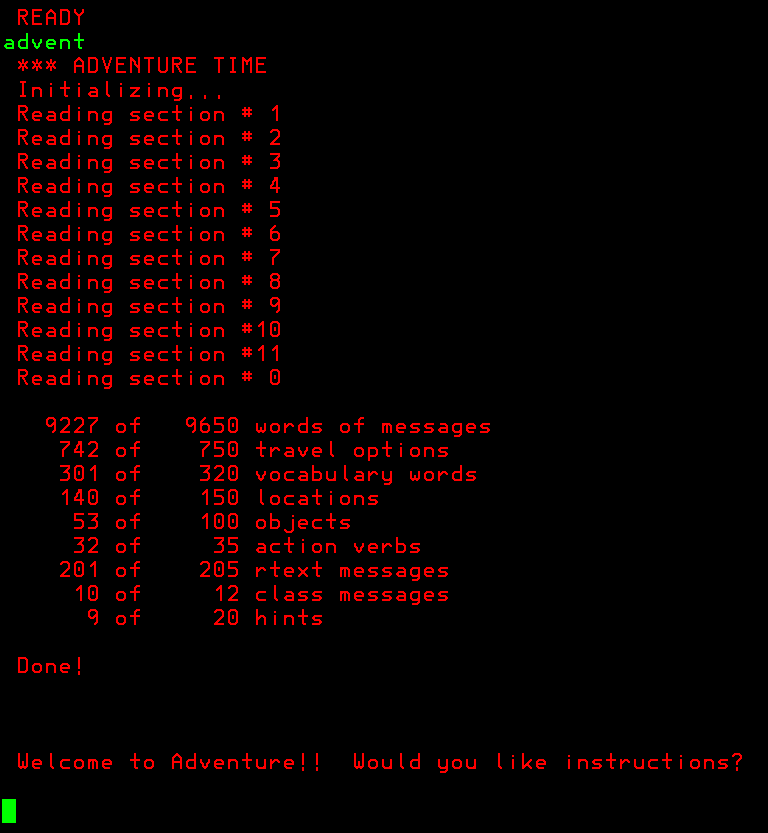 READY
advent
*** ADVENTURE TIME
Initializing...
Reading section # 1
Reading section # 2
Reading section # 3
Reading section # 4
Reading section # 5
Reading section # 6
Reading section # 7
Reading section # 8
Reading section # 9
Reading section #10
Reading section #11
Reading section # 0
9227 of 9650 words of messages
742 of 750 travel options
301 of 320 vocabulary words
140 of 150 locations
53 of 100 objects
32 of 35 action verbs
201 of 205 rtext messages
10 of 12 class messages
9 of 20 hints
Done!
Welcome to Adventure!! Would you like instructions?